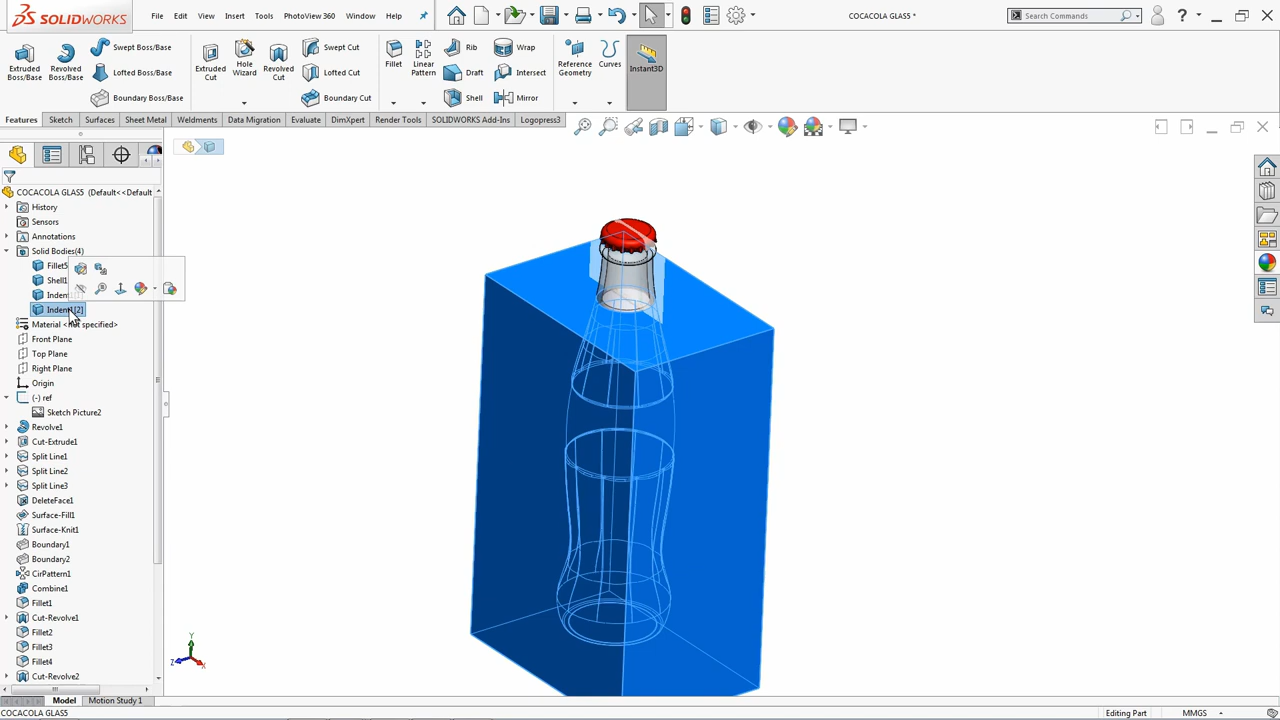 SOLIDWORKS
File
Edit
View
Insert
Tools
PhotoView 360
Window
Help
COCACOLA GLASS5 *
Search Commands
Extruded Boss/Base
Revolved Boss/Base
Swept Boss/Base
Lofted Boss/Base
Boundary Boss/Base
Extruded Cut
Hole Wizard
Revolved Cut
Swept Cut
Lofted Cut
Boundary Cut
Fillet
Linear Pattern
Rib
Draft
Shell
Wrap
Intersect
Mirror
Reference Geometry
Curves
Instant3D
Features
Sketch
Surfaces
Sheet Metal
Weldments
Data Migration
Evaluate
DimXpert
Render Tools
SOLIDWORKS Add-Ins
Logopress3
COCACOLA GLAS5 (Default<<Default
History
Sensors
Annotations
Solid Bodies(4)
Fillet5
Shell1
Inden
Indent1[2]
Material <not specified>
Front Plane
Top Plane
Right Plane
Origin
(-) ref
Sketch Picture2
Revolve1
Cut-Extrude1
Split Line1
Split Line2
Split Line3
DeleteFace1
Surface-Fill1
Surface-Knit1
Boundary1
Boundary2
CirPattern1
Combine1
Fillet1
Cut-Revolve1
Fillet2
Fillet3
Fillet4
Cut-Revolve2
Y
Z
X
Model
Motion Study 1
COCACOLA GLASS5
Editing Part
MMGS